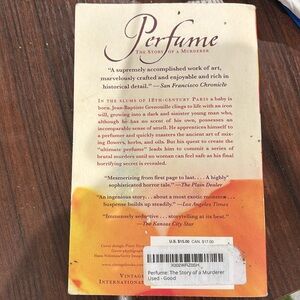 Perfume
THE STORY OF A MURDERER
"A supremely accomplished work of art,
marvelously crafted and enjoyable and rich in
historical detail." —San Francisco Chronicle
IN THE SLUMS OF 18TH-CENTURY PARIS a baby is
born. Jean-Baptiste Grenouille clings to life with an iron
will, growing into a dark and sinister young man who,
although he has no scent of his own, possesses an
incomparable sense of smell. He apprentices himself to
a perfumer and quickly masters the ancient art of mix-
ing flowers, herbs, and oils. But his quest to create the
"ultimate perfume" leads him to commit a series of
brutal murders until no woman can feel safe as his final
horrifying secret is revealed.
"Mesmerizing from first page to last.... A highly
sophisticated horror tale." —The Plain Dealer
"An ingenious story... about a most exotic monster....
Suspense builds up steadily." —Los Angeles Times
"Immensely seductive... storytelling at its best."
—The Kansas City Star
U.S. $15.00 CAN. $17.00
VINTAGE
INTERNATIONAL
Perfume: The Story of a Murderer
Used - Good